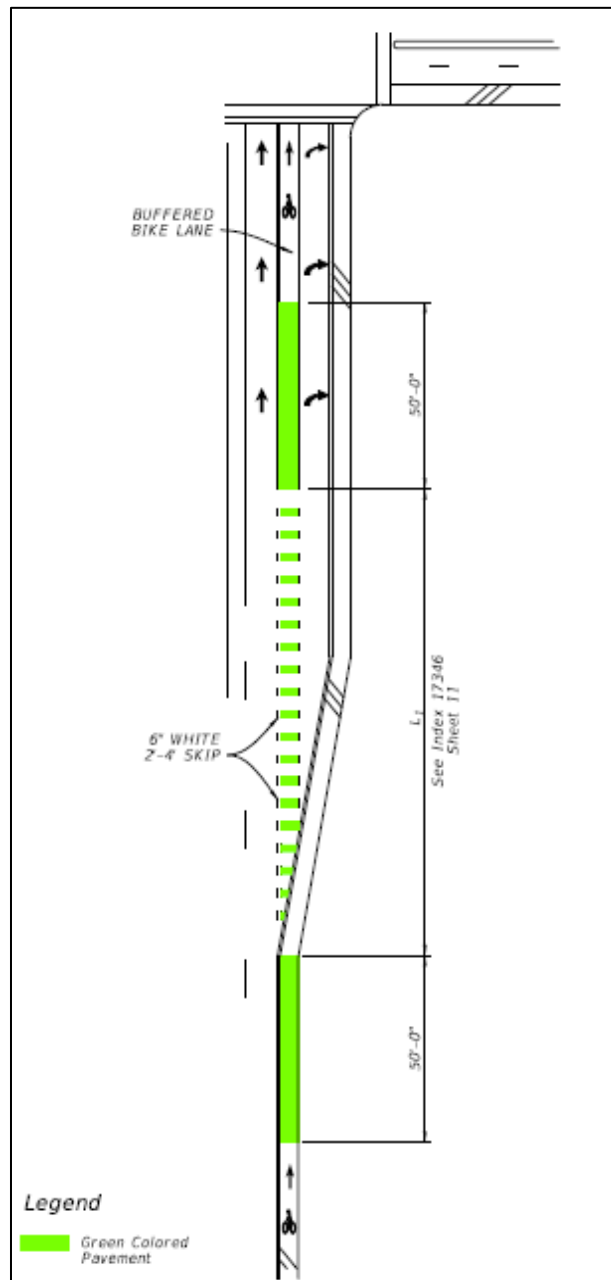 BUFFERED
BIKE LANE
50'-0"
L1
See Index 17346
Sheet 11
6" WHITE
2'-4' SKIP
50'-0"
Legend
Green Colored
Pavement